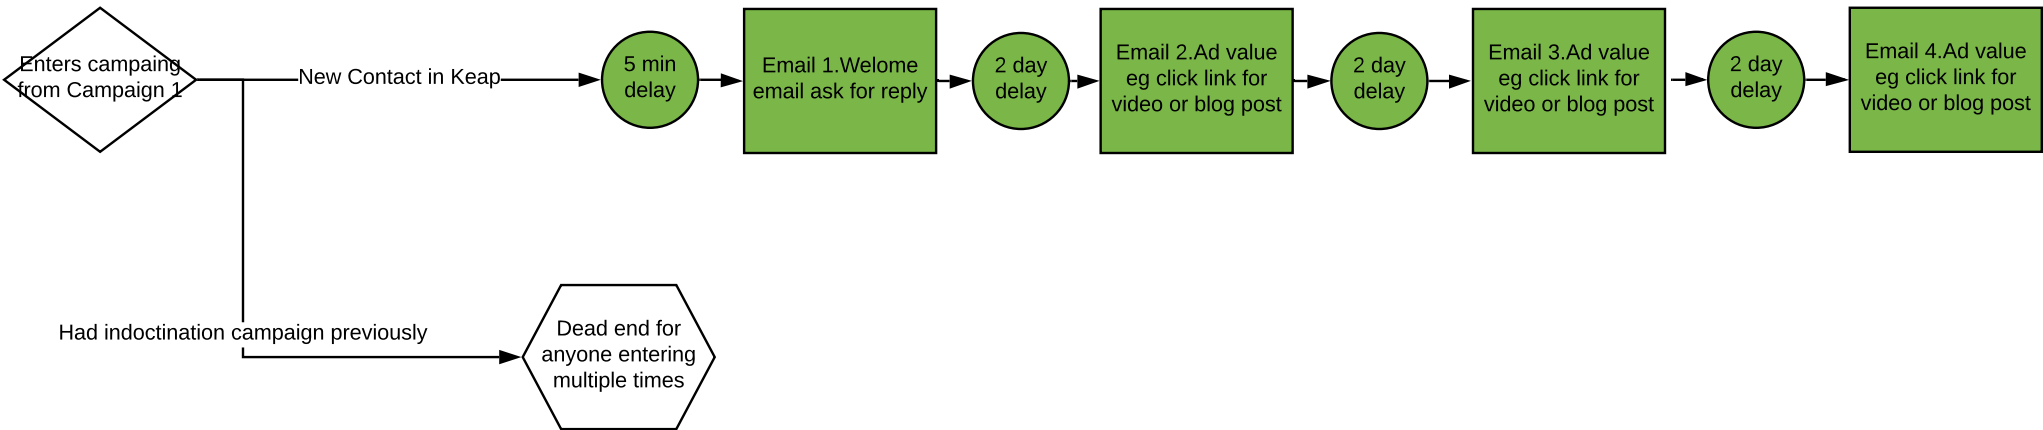 Enters campaing
from Campaign 1
New Contact in Keap
5 min
delay
Email 1.Welome
email ask for reply
2 day
delay
Email 2.Ad value
eg click link for
video or blog post
2 day
delay
Email 3.Ad value
eg click link for
video or blog post
2 day
delay
Email 4.Ad value
eg click link for
video or blog post
Had indoctination campaign previously
Dead end for
anyone entering
multiple times